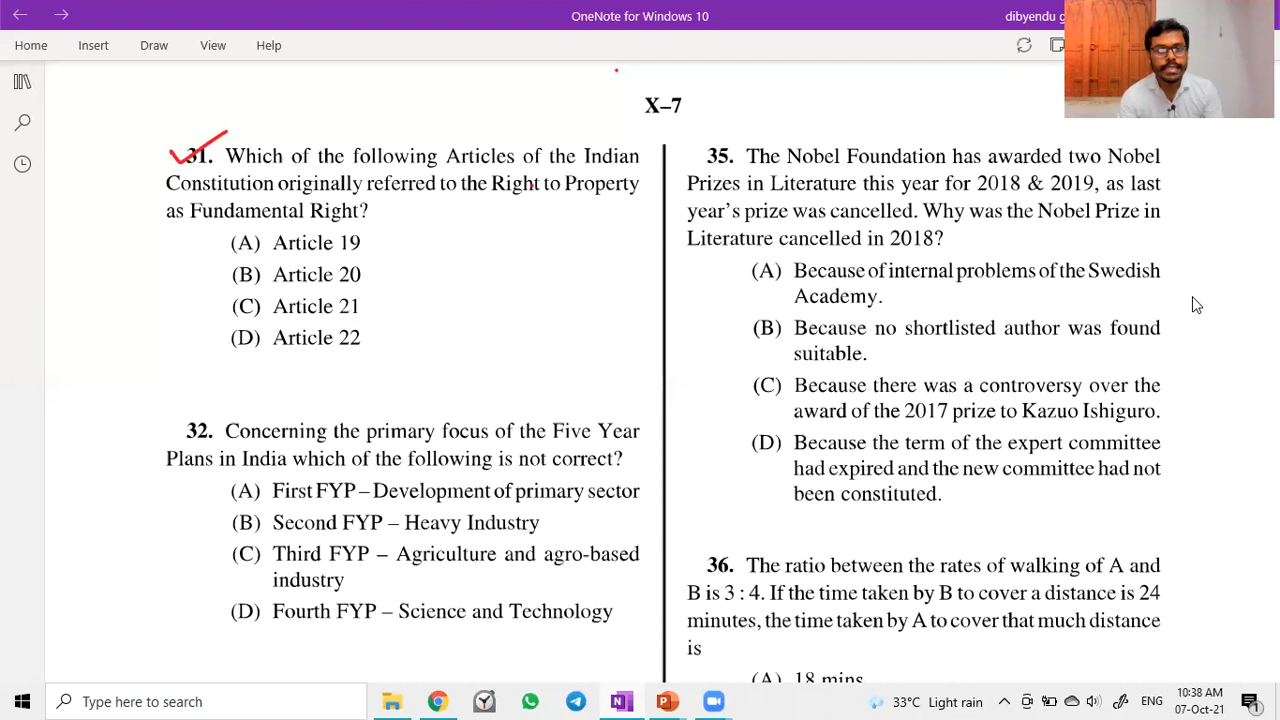 OneNote for Windows 10
dibyendu g
Home Insert Draw View Help
X–7
31. Which of the following Articles of the Indian
Constitution originally referred to the Right to Property
as Fundamental Right?
(A) Article 19
(B) Article 20
(C) Article 21
(D) Article 22
32. Concerning the primary focus of the Five Year
Plans in India which of the following is not correct?
(A) First FYP – Development of primary sector
(B) Second FYP – Heavy Industry
(C) Third FYP – Agriculture and agro-based
industry
(D) Fourth FYP – Science and Technology
35. The Nobel Foundation has awarded two Nobel
Prizes in Literature this year for 2018 & 2019, as last
year's prize was cancelled. Why was the Nobel Prize in
Literature cancelled in 2018?
(A) Because of internal problems of the Swedish
Academy.
(B) Because no shortlisted author was found
suitable.
(C) Because there was a controversy over the
award of the 2017 prize to Kazuo Ishiguro.
(D) Because the term of the expert committee
had expired and the new committee had not
been constituted.
36. The ratio between the rates of walking of A and
B is 3 : 4. If the time taken by B to cover a distance is 24
minutes, the time taken by A to cover that much distance
is
(A) 18 mins
Type here to search
33°C Light rain
ENG
10:38 AM
07-Oct-21